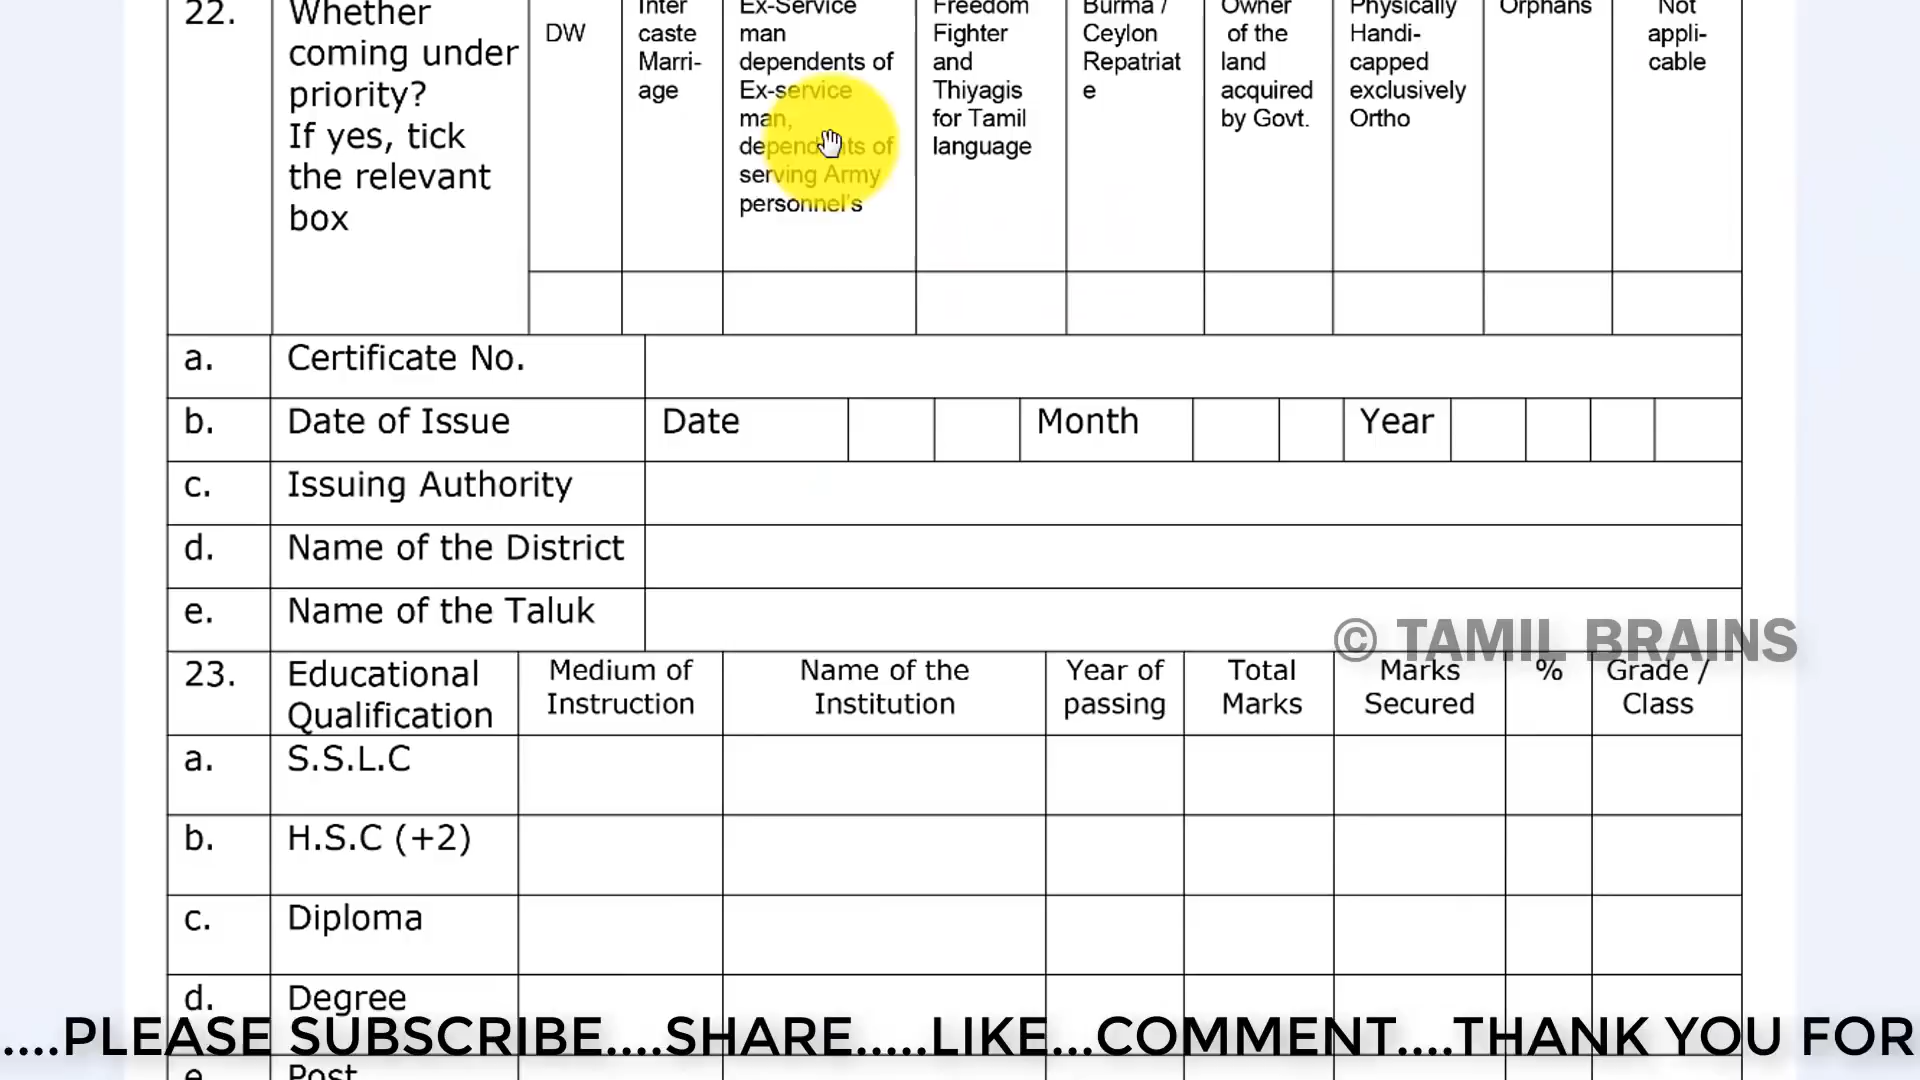 22.
Whether
coming under
priority?
If yes, tick
the relevant
box
DW
Inter
caste
Marri-
age
Ex-Service
man
dependents of
Ex-service
man,
dependents of
serving Army
personnel's
Freedom
Fighter
and
Thiyagis
for Tamil
language
Burma /
Ceylon
Repatriat
e
Owner
of the
land
acquired
by Govt.
Physically
Handi-
capped
exclusively
Ortho
Orphans
Not
appli-
cable
a. Certificate No.
b. Date of Issue Date Month Year
c. Issuing Authority
d. Name of the District
e. Name of the Taluk
© TAMIL BRAINS
23.
Educational
Qualification
Medium of
Instruction
Name of the
Institution
Year of
passing
Total
Marks
Marks
Secured
%
Grade /
Class
a. S.S.L.C
b. H.S.C (+2)
c. Diploma
d. Degree
....PLEASE SUBSCRIBE....SHARE.....LIKE...COMMENT....THANK YOU FOR
e. Post